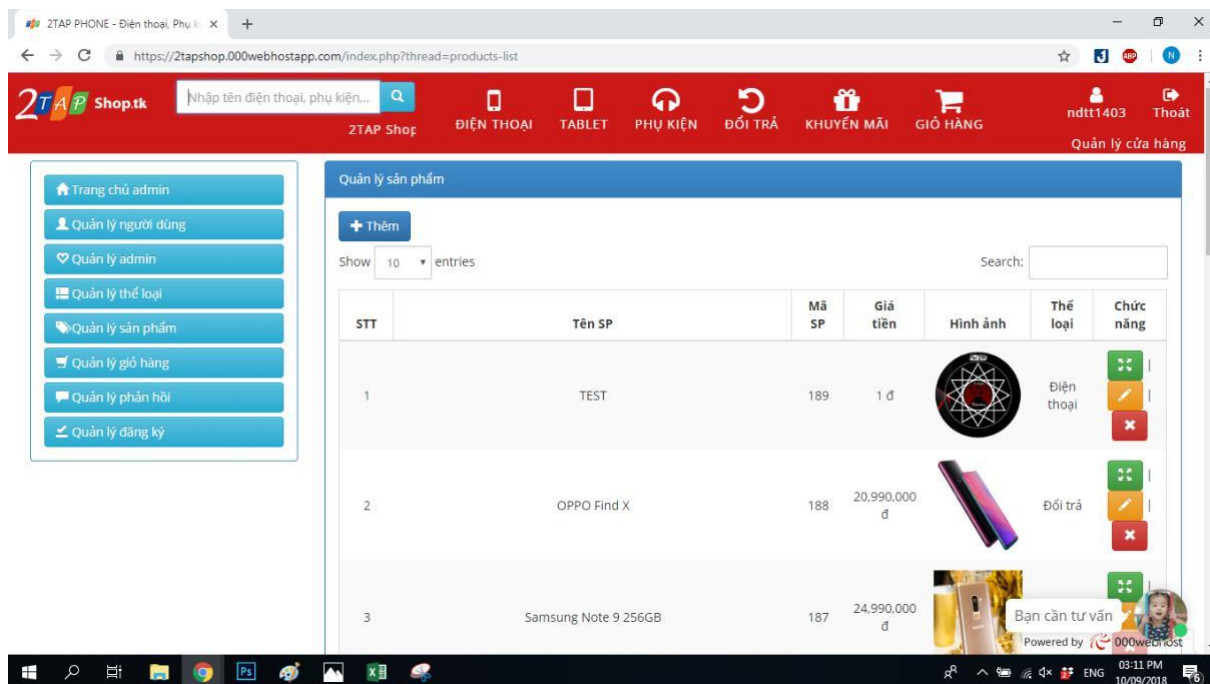 2TAP PHONE - Điện thoại, Phụ k
https://2tapshop.000webhostapp.com/index.php?thread=products-list
ABP
N
2TAP Shop.tk
Nhập tên điện thoại, phụ kiện...
2TAP Shop
ĐIỆN THOẠI
TABLET
PHỤ KIỆN
ĐỔI TRẢ
KHUYẾN MÃI
GIỎ HÀNG
ndtt1403
Thoát
Quản lý cửa hàng
Trang chủ admin
Quản lý người dùng
Quản lý admin
Quản lý thể loại
Quản lý sản phẩm
Quản lý giỏ hàng
Quản lý phản hồi
Quản lý đăng ký
Quản lý sản phẩm
Thêm
Show 10 entries
Search:
STT Tên SP Mã SP Giá tiền Hình ảnh Thể loại Chức năng
1 TEST 189 1 đ Điện thoại
2 OPPO Find X 188 20,990,000 đ Đổi trả
3 Samsung Note 9 256GB 187 24,990,000 đ
Bạn cần tư vấn
Powered by 000webhost
Ps
ENG
03:11 PM
10/09/2018
6